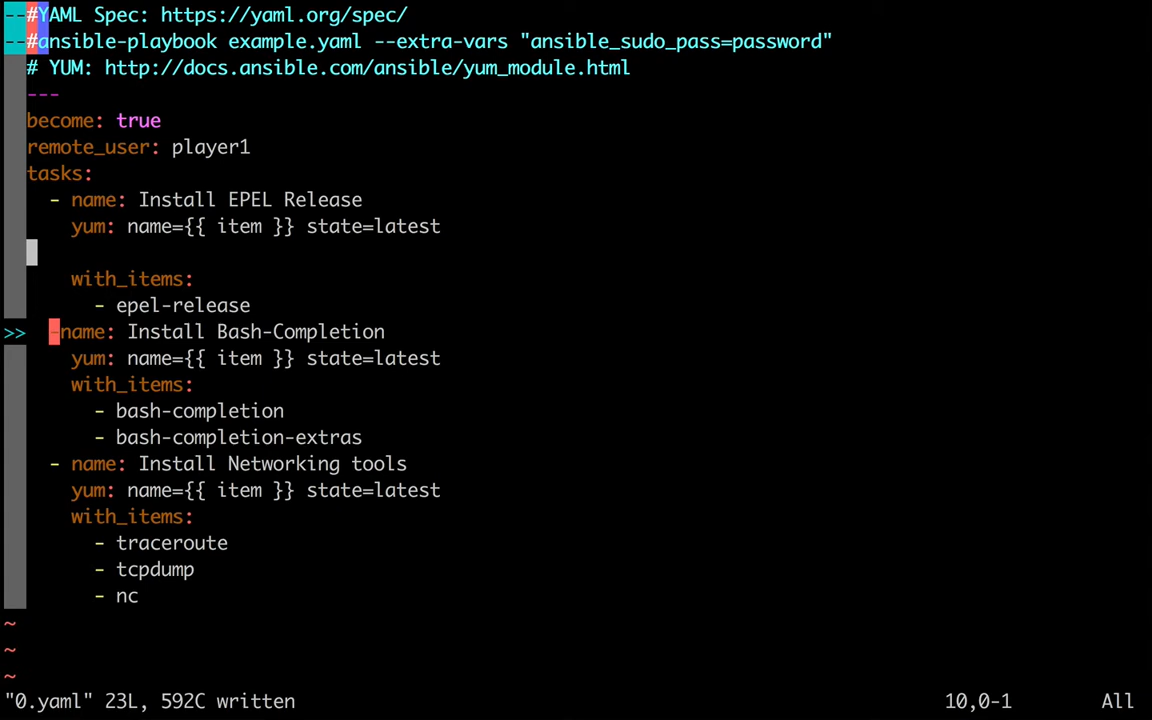 --#YAML Spec: https://yaml.org/spec/
--#ansible-playbook example.yaml --extra-vars "ansible_sudo_pass=password"
# YUM: http://docs.ansible.com/ansible/yum_module.html
---
become: true
remote_user: player1
tasks:
  - name: Install EPEL Release
    yum: name={{ item }} state=latest
    with_items:
      - epel-release
>>  -name: Install Bash-Completion
    yum: name={{ item }} state=latest
    with_items:
      - bash-completion
      - bash-completion-extras
  - name: Install Networking tools
    yum: name={{ item }} state=latest
    with_items:
      - traceroute
      - tcpdump
      - nc
~
~
~
"0.yaml" 23L, 592C written 10,0-1 All